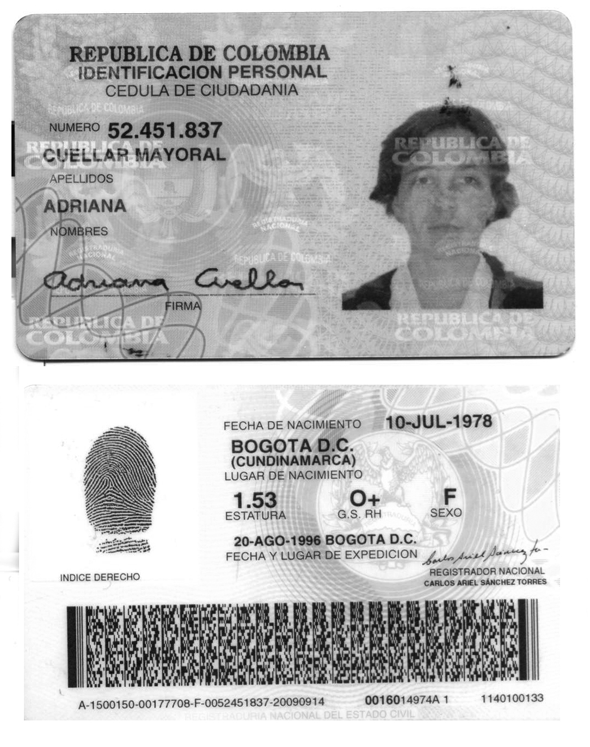 REPUBLICA DE COLOMBIA
IDENTIFICACION PERSONAL
CEDULA DE CIUDADANIA
NUMERO 52.451.837
CUELLAR MAYORAL
APELLIDOS
ADRIANA
NOMBRES
Adriana Cuellar
FIRMA
REPUBLICA DE COLOMBIA
REPUBLICA DE COLOMBIA
REPUBLICA DE COLOMBIA
REPUBLICA DE COLOMBIA
FECHA DE NACIMIENTO 10-JUL-1978
BOGOTA D.C.
(CUNDINAMARCA)
LUGAR DE NACIMIENTO
1.53 O+ F
ESTATURA G.S. RH SEXO
20-AGO-1996 BOGOTA D.C.
FECHA Y LUGAR DE EXPEDICION
REGISTRADOR NACIONAL
CARLOS ARIEL SÁNCHEZ TORRES
INDICE DERECHO
A-1500150-00177708-F-0052451837-20090914 0016014974A 1 1140100133
REGISTRADURIA NACIONAL DEL ESTADO CIVIL